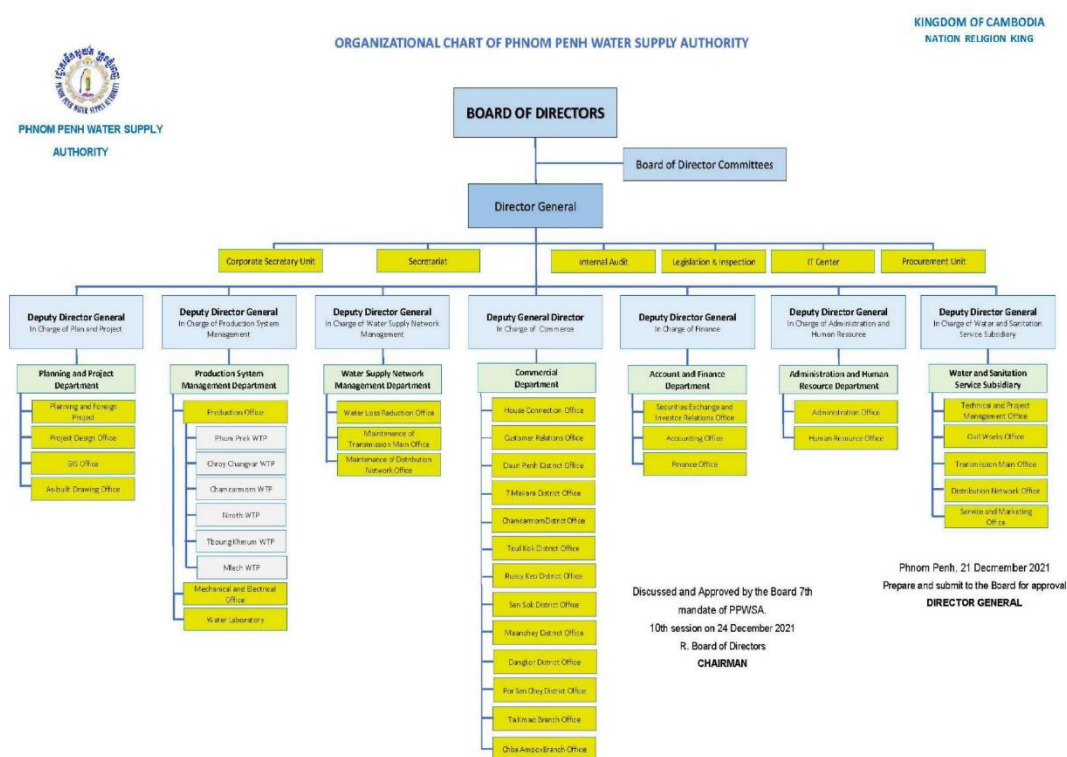 KINGDOM OF CAMBODIA
NATION RELIGION KING
ORGANIZATIONAL CHART OF PHNOM PENH WATER SUPPLY AUTHORITY
PHNOM PENH WATER SUPPLY
AUTHORITY
BOARD OF DIRECTORS
Board of Director Committees
Director General
Corporate Secretary Unit
Secretariat
Internal Audit
Legislation & Inspection
IT Center
Procurement Unit
Deputy Director General
In Charge of Plan and Project
Deputy Director General
In Charge of Production System
Management
Deputy Director General
In Charge of Water Supply Network
Management
Deputy General Director
In Charge of Commerce
Deputy Director General
In Charge of Finance
Deputy Director General
In Charge of Administration and
Human Resource
Deputy Director General
In Charge of Water and Sanitation
Service Subsidiary
Planning and Project
Department
Planning and Foreign
Project
Project Design Office
GIS Office
As-built Drawing Office
Production System
Management Department
Production Office
Phum Prek WTP
Chroy Changvar WTP
Chamcarmorn WTP
Niroth WTP
Tboung Khmum WTP
Mlech WTP
Mechanical and Electrical
Office
Water Laboratory
Water Supply Network
Management Department
Water Loss Reduction Office
Maintenance of
Transmission Main Office
Maintenance of Distribution
Network Office
Commercial
Department
House Connection Office
Customer Relations Office
Daun Penh District Office
7 Makara District Office
Chamcarmorn District Office
Toul Kok District Office
Russy Keo District Office
Sen Sok District Office
Meanchey District Office
Dangkor District Office
Por Sen Chey District Office
Ta Kmao Branch Office
Chba Ampov Branch Office
Account and Finance
Department
Securities Exchange and
Investor Relations Office
Accounting Office
Finance Office
Administration and Human
Resource Department
Administration Office
Human Resource Office
Water and Sanitation
Service Subsidiary
Technical and Project
Management Office
Civil Works Office
Transmission Main Office
Distribution Network Office
Service and Marketing
Office
Discussed and Approved by the Board 7th
mandate of PPWSA.
10th session on 24 December 2021
R. Board of Directors
CHAIRMAN
Phnom Penh, 21 Decmember 2021
Prepare and submit to the Board for approval
DIRECTOR GENERAL